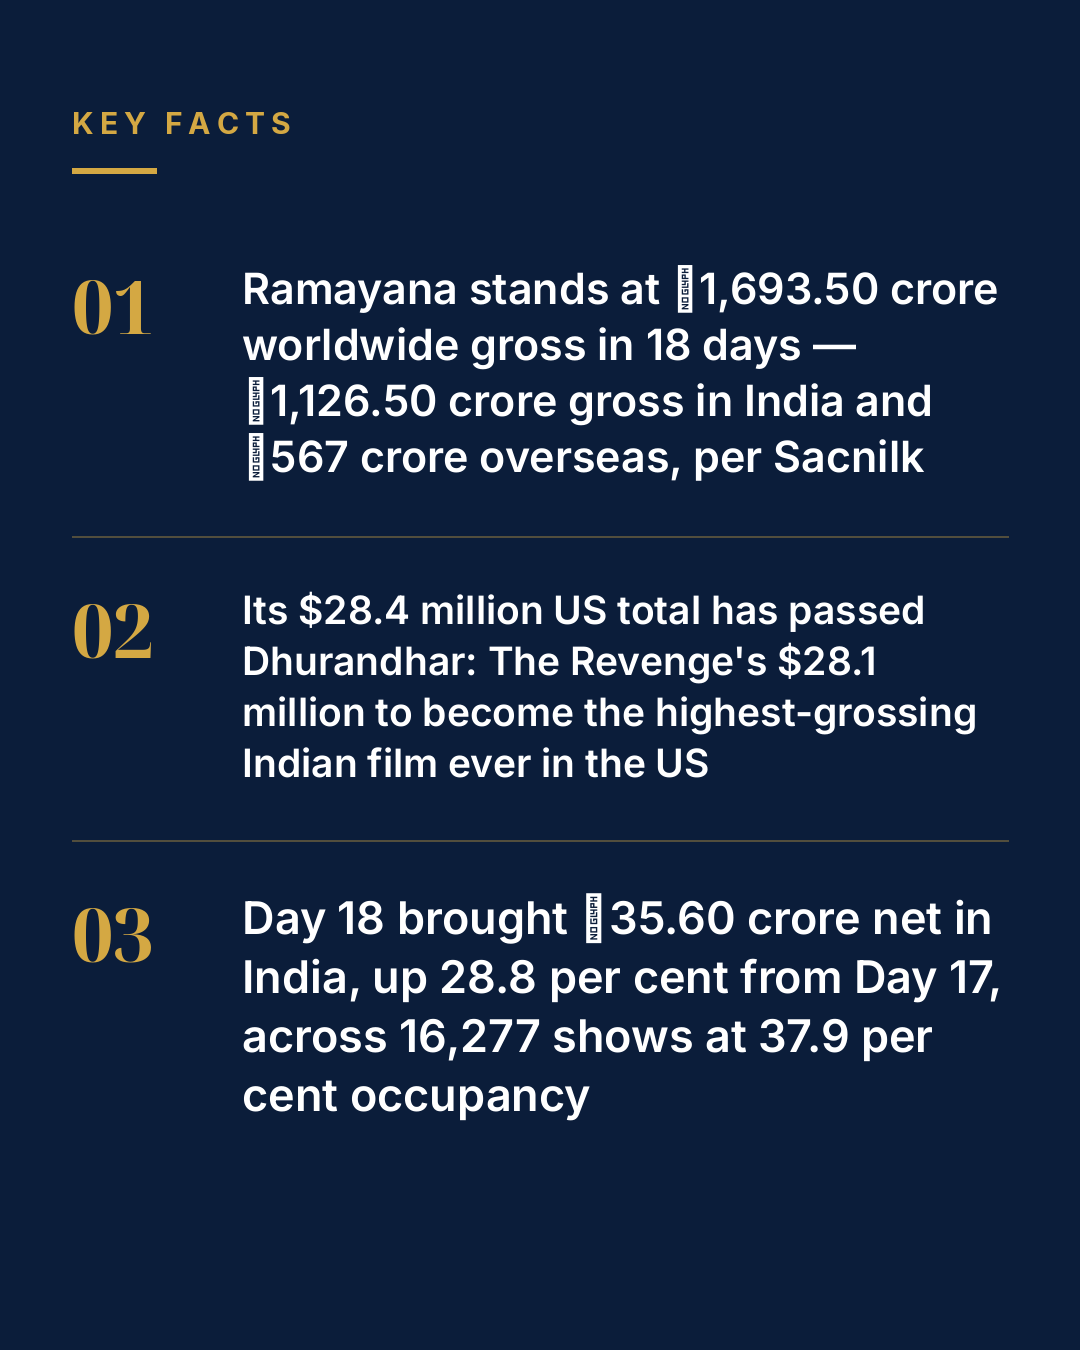 KEY FACTS
01
Ramayana stands at 1,693.50 crore
worldwide gross in 18 days —
1,126.50 crore gross in India and
567 crore overseas, per Sacnilk
02
Its $28.4 million US total has passed
Dhurandhar: The Revenge's $28.1
million to become the highest-grossing
Indian film ever in the US
03
Day 18 brought 35.60 crore net in
India, up 28.8 per cent from Day 17,
across 16,277 shows at 37.9 per
cent occupancy